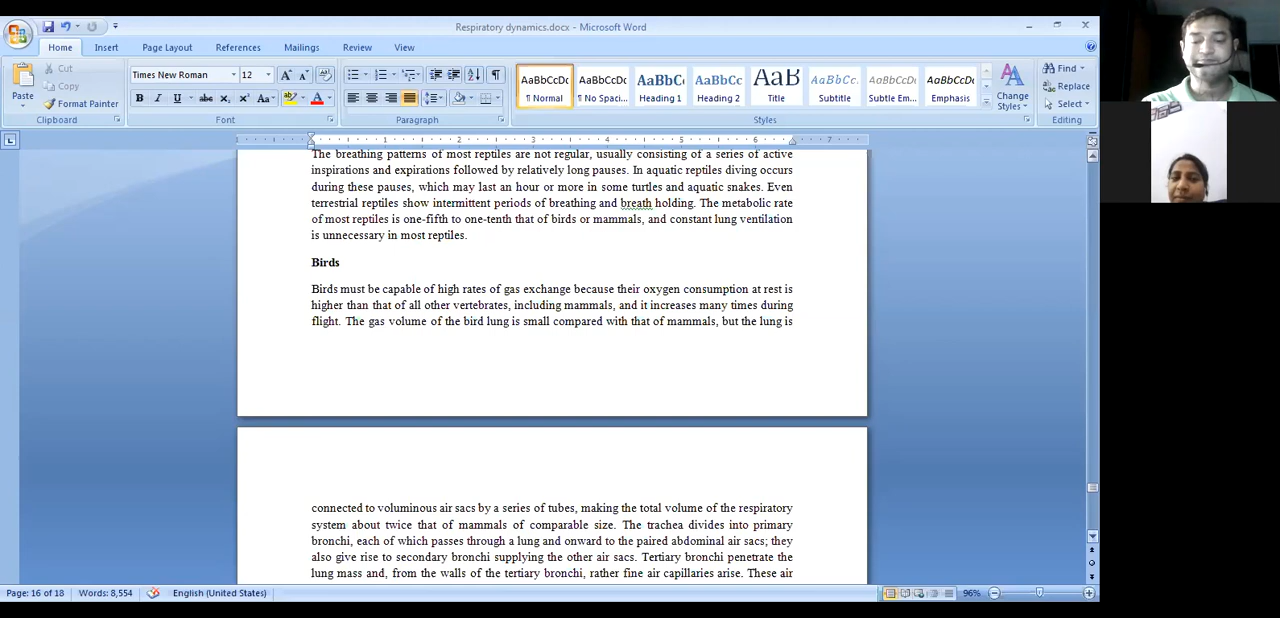 Respiratory dynamics.docx - Microsoft Word
Home Insert Page Layout References Mailings Review View
Paste
Cut
Copy
Format Painter
Clipboard
Times New Roman 12
Font
Paragraph
AaBbCcDc AaBbCcDc AaBbCc AaBbCc AaB AaBbCc. AaBbCcDc AaBbCcDc
¶ Normal ¶ No Spaci... Heading 1 Heading 2 Title Subtitle Subtle Em... Emphasis
Change Styles
Styles
Find
Replace
Select
Editing
The breathing patterns of most reptiles are not regular, usually consisting of a series of active
inspirations and expirations followed by relatively long pauses. In aquatic reptiles diving occurs
during these pauses, which may last an hour or more in some turtles and aquatic snakes. Even
terrestrial reptiles show intermittent periods of breathing and breath holding. The metabolic rate
of most reptiles is one-fifth to one-tenth that of birds or mammals, and constant lung ventilation
is unnecessary in most reptiles.
Birds
Birds must be capable of high rates of gas exchange because their oxygen consumption at rest is
higher than that of all other vertebrates, including mammals, and it increases many times during
flight. The gas volume of the bird lung is small compared with that of mammals, but the lung is
connected to voluminous air sacs by a series of tubes, making the total volume of the respiratory
system about twice that of mammals of comparable size. The trachea divides into primary
bronchi, each of which passes through a lung and onward to the paired abdominal air sacs; they
also give rise to secondary bronchi supplying the other air sacs. Tertiary bronchi penetrate the
lung mass and, from the walls of the tertiary bronchi, rather fine air capillaries arise. These air
Page: 16 of 18 Words: 8,554 English (United States) 96%